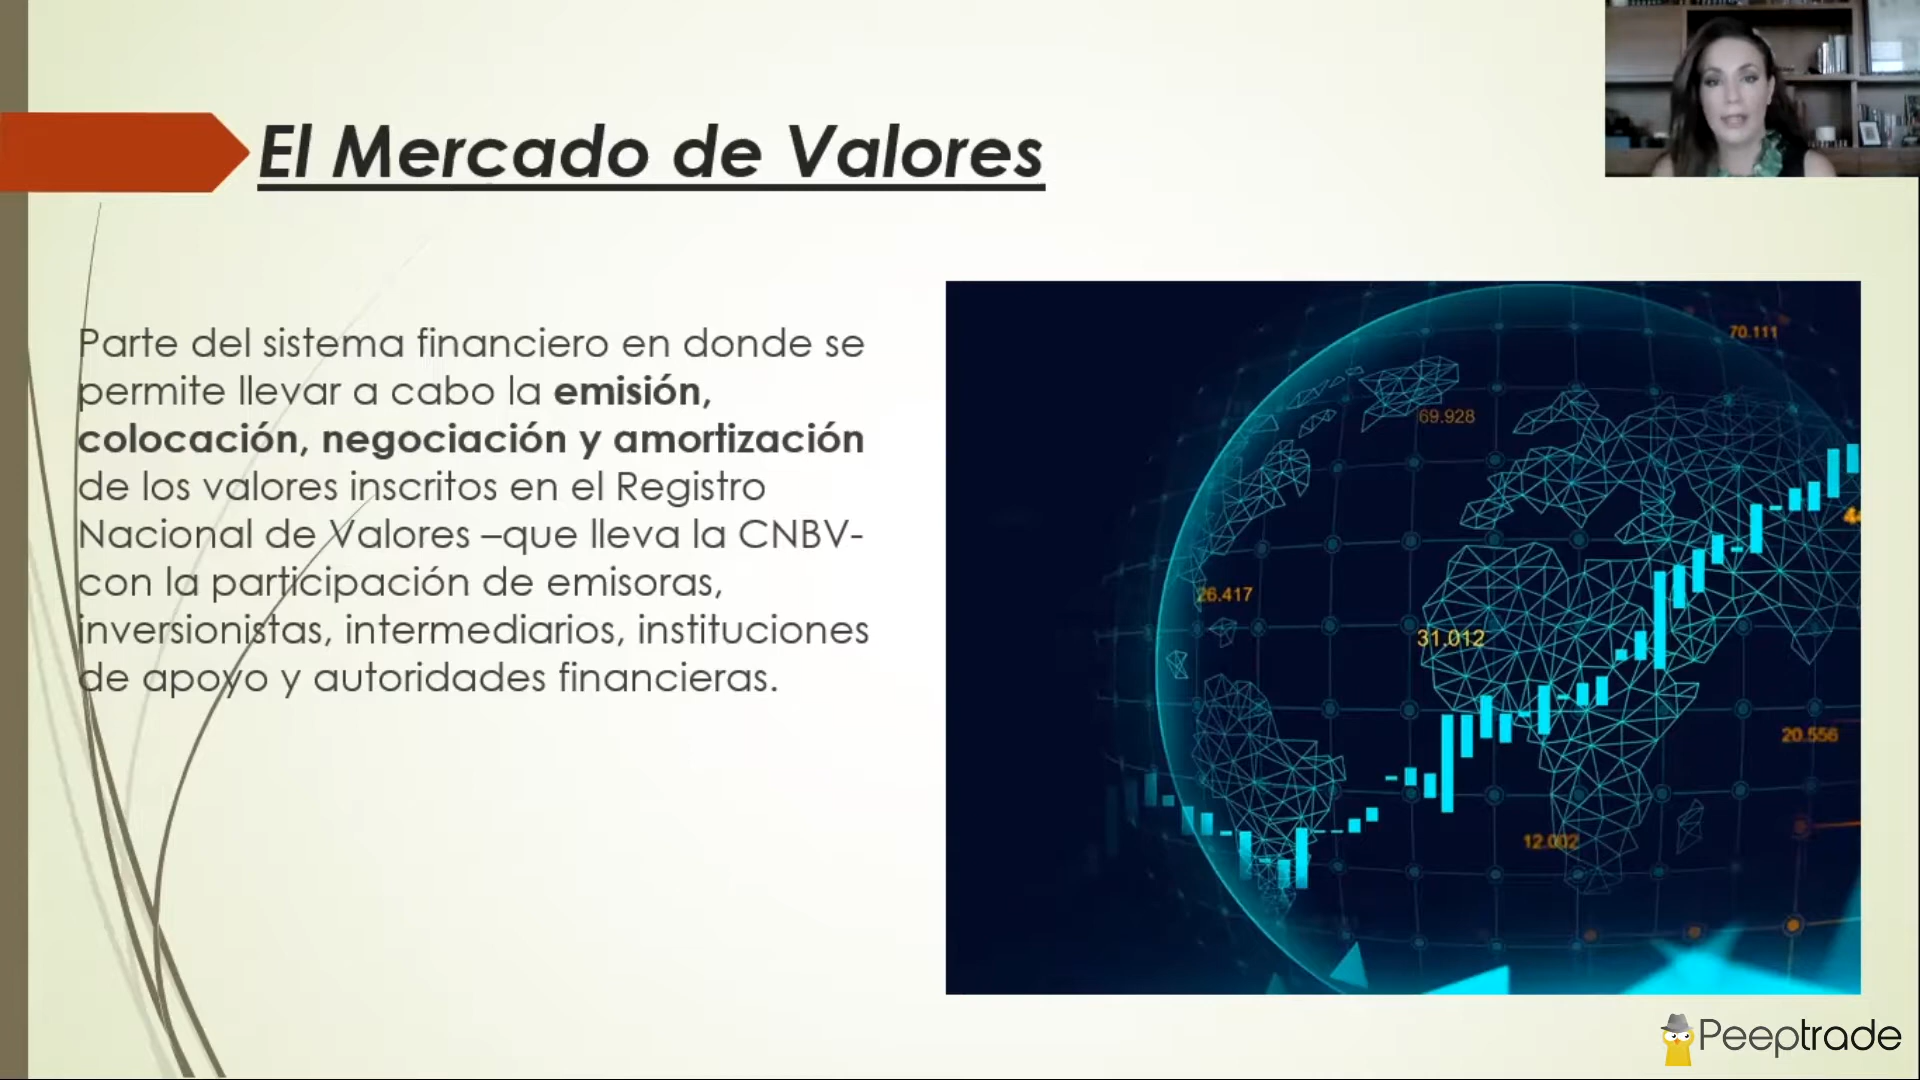 El Mercado de Valores
Parte del sistema financiero en donde se
permite llevar a cabo la emisión,
colocación, negociación y amortización
de los valores inscritos en el Registro
Nacional de Valores –que lleva la CNBV-
con la participación de emisoras,
inversionistas, intermediarios, instituciones
de apoyo y autoridades financieras.
70.111
69.928
26.417
31.012
20.556
12.002
Peeptrade